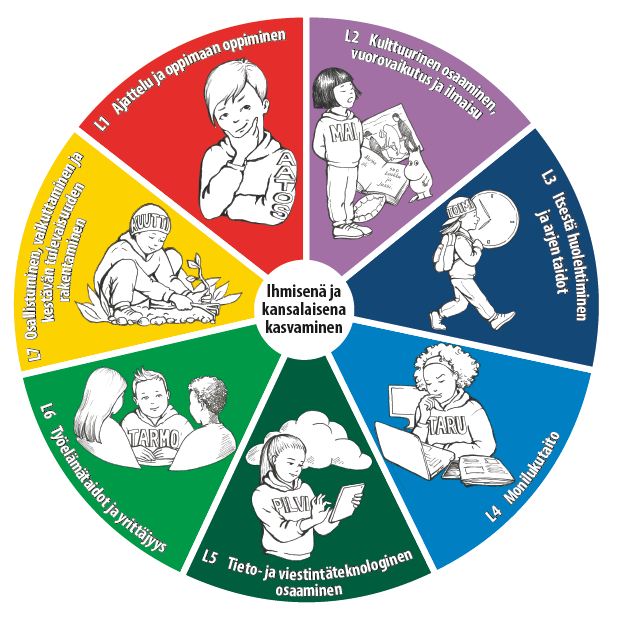 L1 Ajattelu ja oppimaan oppiminen
AATOS
L2 Kulttuurinen osaaminen,
vuorovaikutus ja ilmaisu
MAI
L3 Itsestä huolehtiminen
ja arjen taidot
TOIMI
L4 Monilukutaito
TARU
L5 Tieto- ja viestintäteknologinen
osaaminen
PILVI
L6 Työelämätaidot ja yrittäjyys
TARMO
L7 Osallistuminen, vaikuttaminen ja
kestävän tulevaisuuden
rakentaminen
KUUTTI
Ihmisenä ja
kansalaisena
kasvaminen